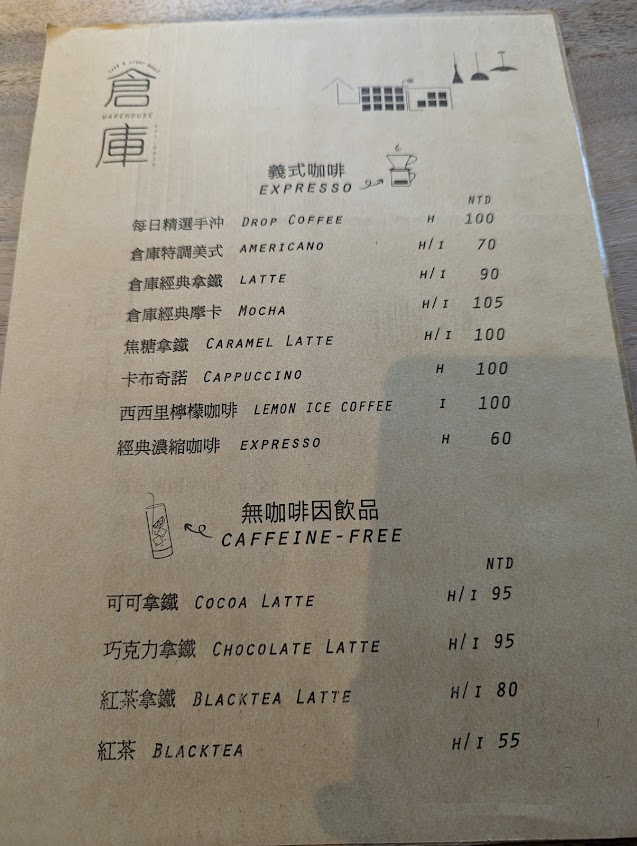 倉庫
WAREHOUSE
義式咖啡
EXPRESSO
NTD
每日精選手沖 DROP COFFEE H 100
倉庫特調美式 AMERICANO H/I 70
倉庫經典拿鐵 LATTE H/I 90
倉庫經典摩卡 MOCHA H/I 105
焦糖拿鐵 CARAMEL LATTE H/I 100
卡布奇諾 CAPPUCCINO H 100
西西里檸檬咖啡 LEMON ICE COFFEE I 100
經典濃縮咖啡 EXPRESSO H 60
無咖啡因飲品
CAFFEINE-FREE
NTD
可可拿鐵 COCOA LATTE H/I 95
巧克力拿鐵 CHOCOLATE LATTE H/I 95
紅茶拿鐵 BLACKTEA LATTE H/I 80
紅茶 BLACKTEA H/I 55